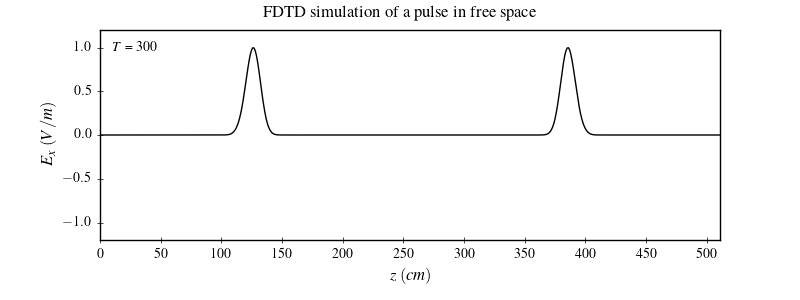 FDTD simulation of a pulse in free space
T = 300
1.0
0.5
0.0
−0.5
−1.0
E_x (V/m)
0 50 100 150 200 250 300 350 400 450 500
z (cm)